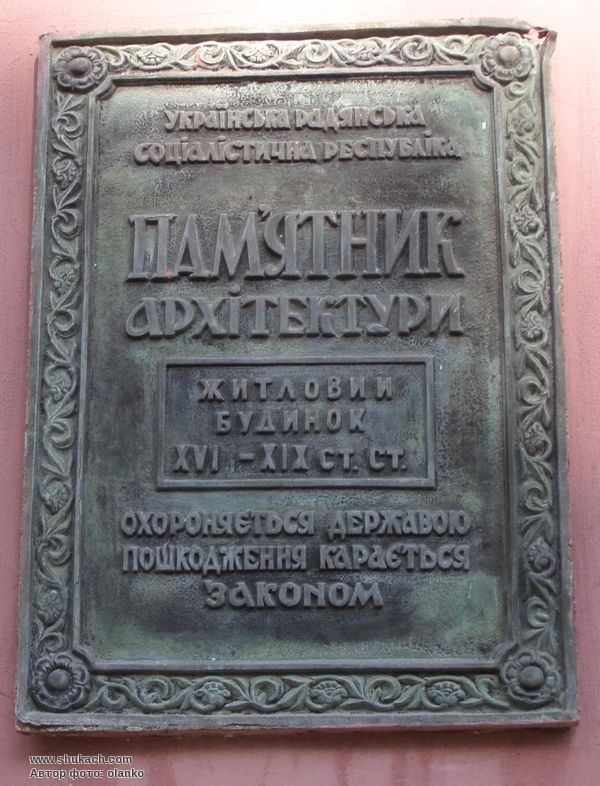 Українська Радянська
Соціалістична Республіка
ПАМ'ЯТНИК
архітектури
ЖИТЛОВИЙ
БУДИНОК
XVI – XIX СТ. СТ.
Охороняється державою
Пошкодження карається
законом
www.shukach.com
Автор фото: olanko